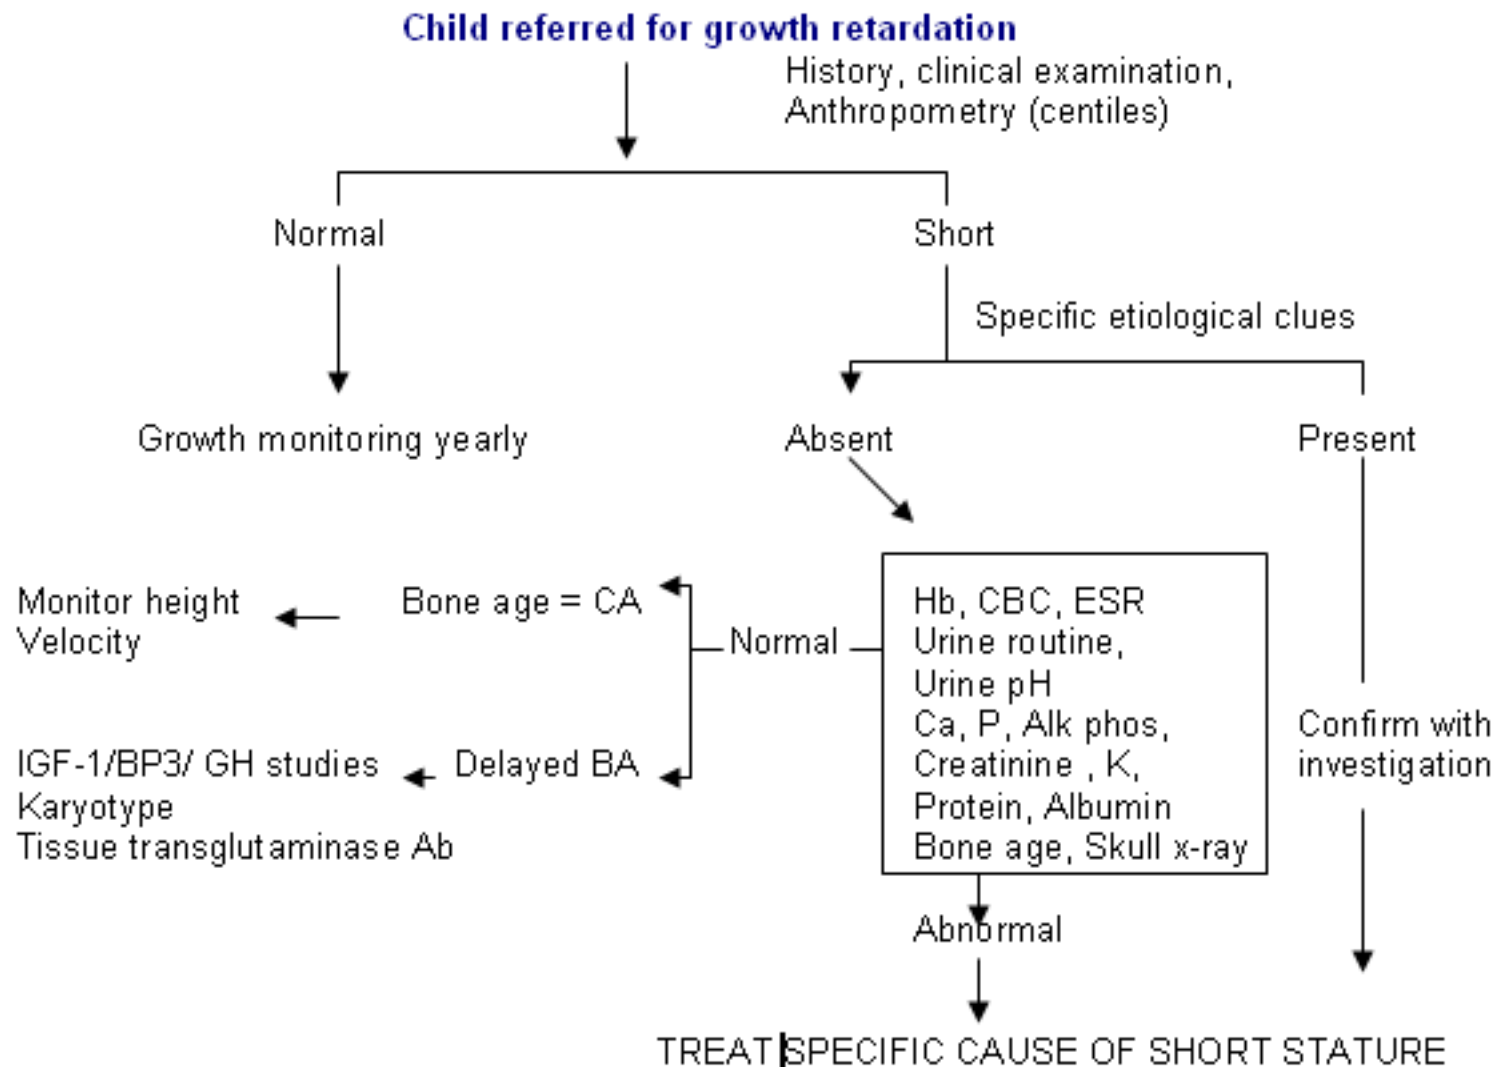 Child referred for growth retardation
History, clinical examination,
Anthropometry (centiles)
Normal
Short
Specific etiological clues
Growth monitoring yearly
Absent
Present
Monitor height
Velocity
Bone age = CA
Normal
Hb, CBC, ESR
Urine routine,
Urine pH
Ca, P, Alk phos,
Creatinine , K,
Protein, Albumin
Bone age, Skull x-ray
Confirm with
investigation
IGF-1/BP3/ GH studies
Karyotype
Tissue transglutaminase Ab
Delayed BA
Abnormal
TREAT SPECIFIC CAUSE OF SHORT STATURE